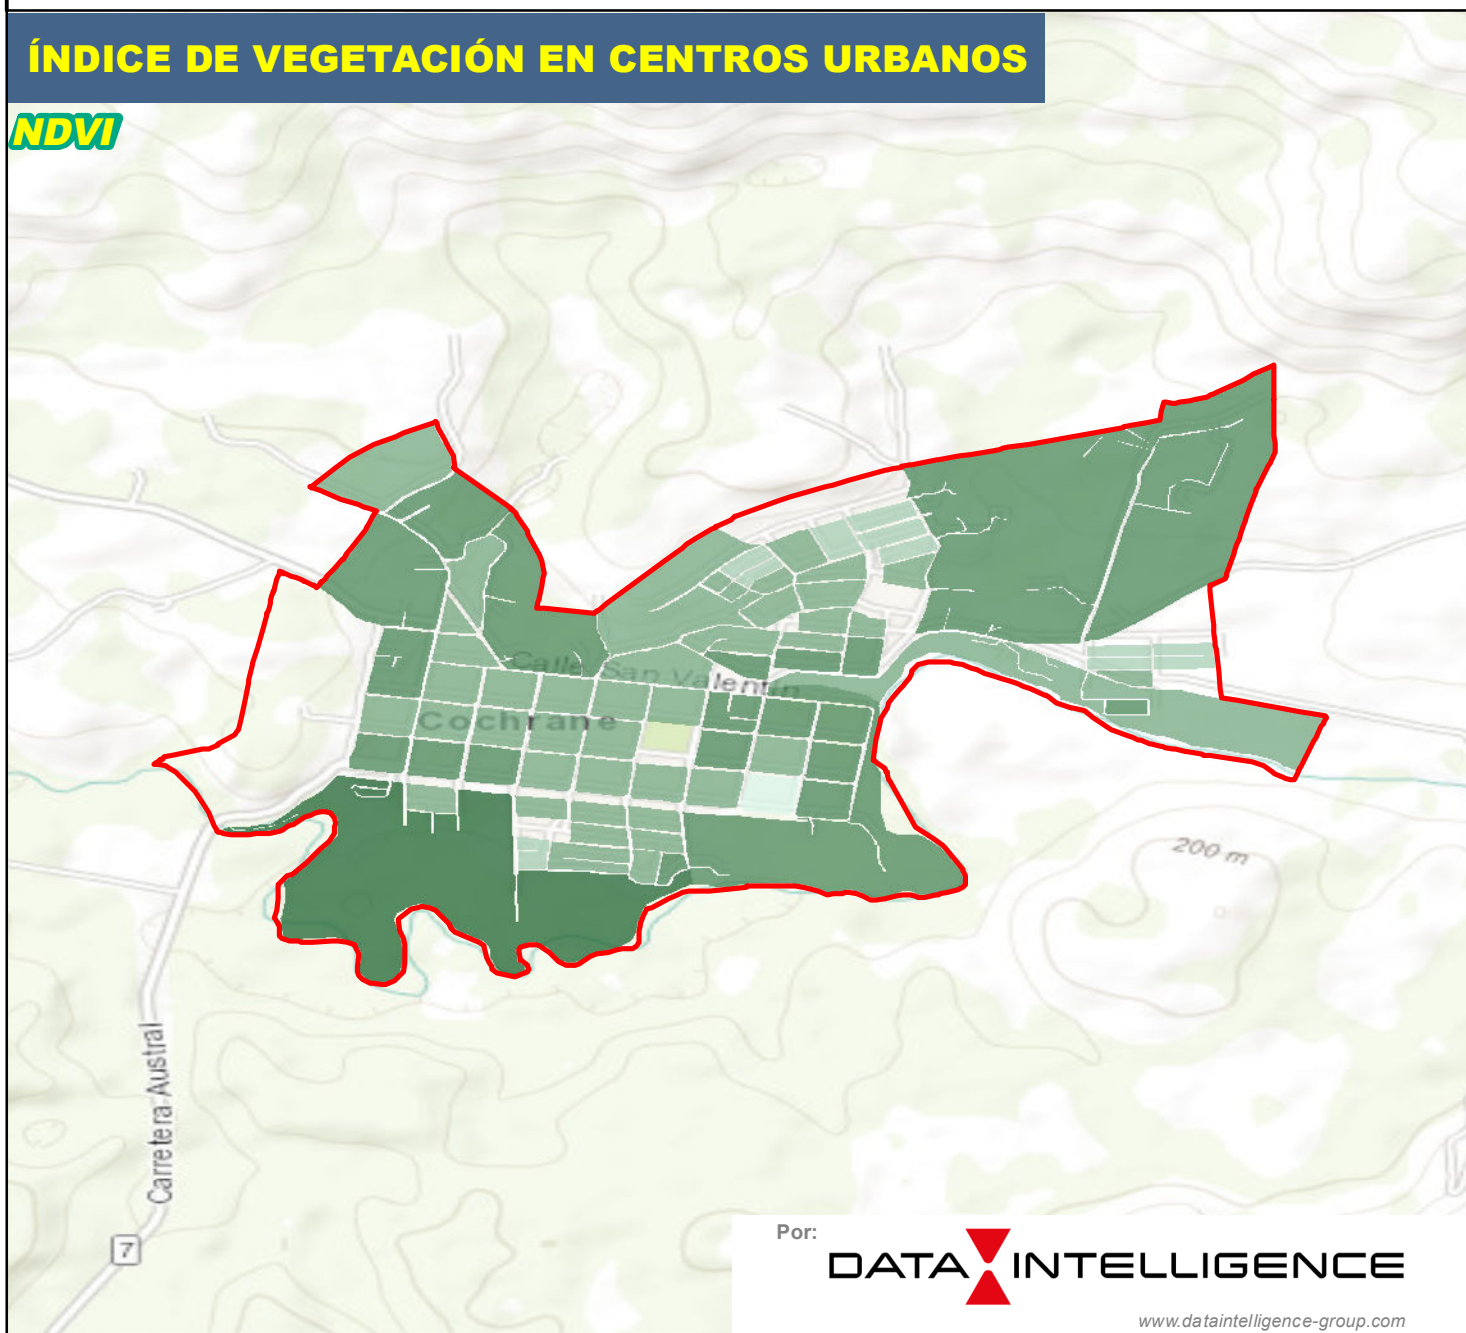 ÍNDICE DE VEGETACIÓN EN CENTROS URBANOS
NDVI
Calle San Valentín
Cochrane
200 m
Carretera Austral
7
Por:
DATA INTELLIGENCE
www.dataintelligence-group.com